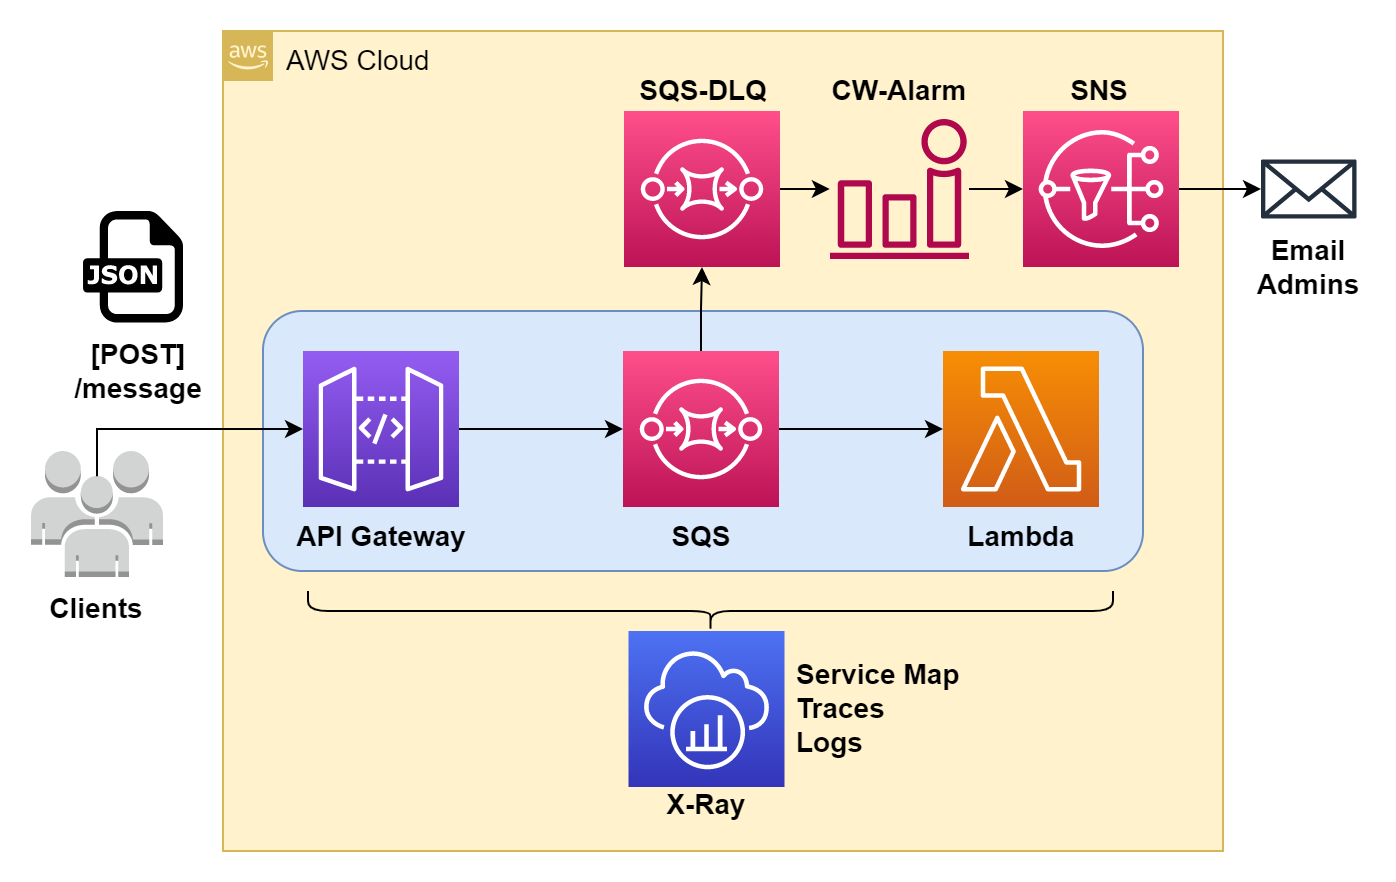 aws
AWS Cloud
SQS-DLQ
CW-Alarm
SNS
JSON
[POST]
/message
Email
Admins
</>
API Gateway
SQS
Lambda
Clients
Service Map
Traces
Logs
X-Ray